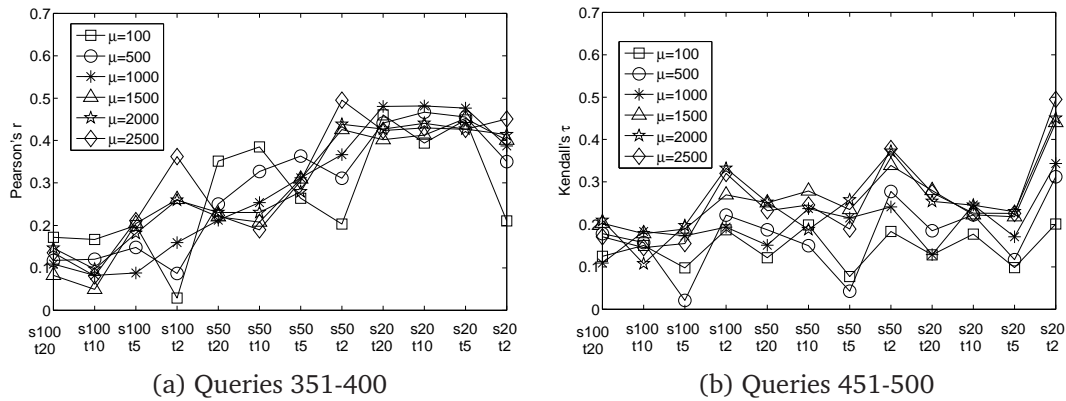 0.7
0.6
0.5
0.4
0.3
0.2
0.1
0
Pearson's r
μ=100
μ=500
μ=1000
μ=1500
μ=2000
μ=2500
s100 s100 s100 s100 s50 s50 s50 s50 s20 s20 s20 s20
t20 t10 t5 t2 t20 t10 t5 t2 t20 t10 t5 t2
(a) Queries 351-400
0.7
0.6
0.5
0.4
0.3
0.2
0.1
0
Kendall's τ
μ=100
μ=500
μ=1000
μ=1500
μ=2000
μ=2500
s100 s100 s100 s100 s50 s50 s50 s50 s20 s20 s20 s20
t20 t10 t5 t2 t20 t10 t5 t2 t20 t10 t5 t2
(b) Queries 451-500